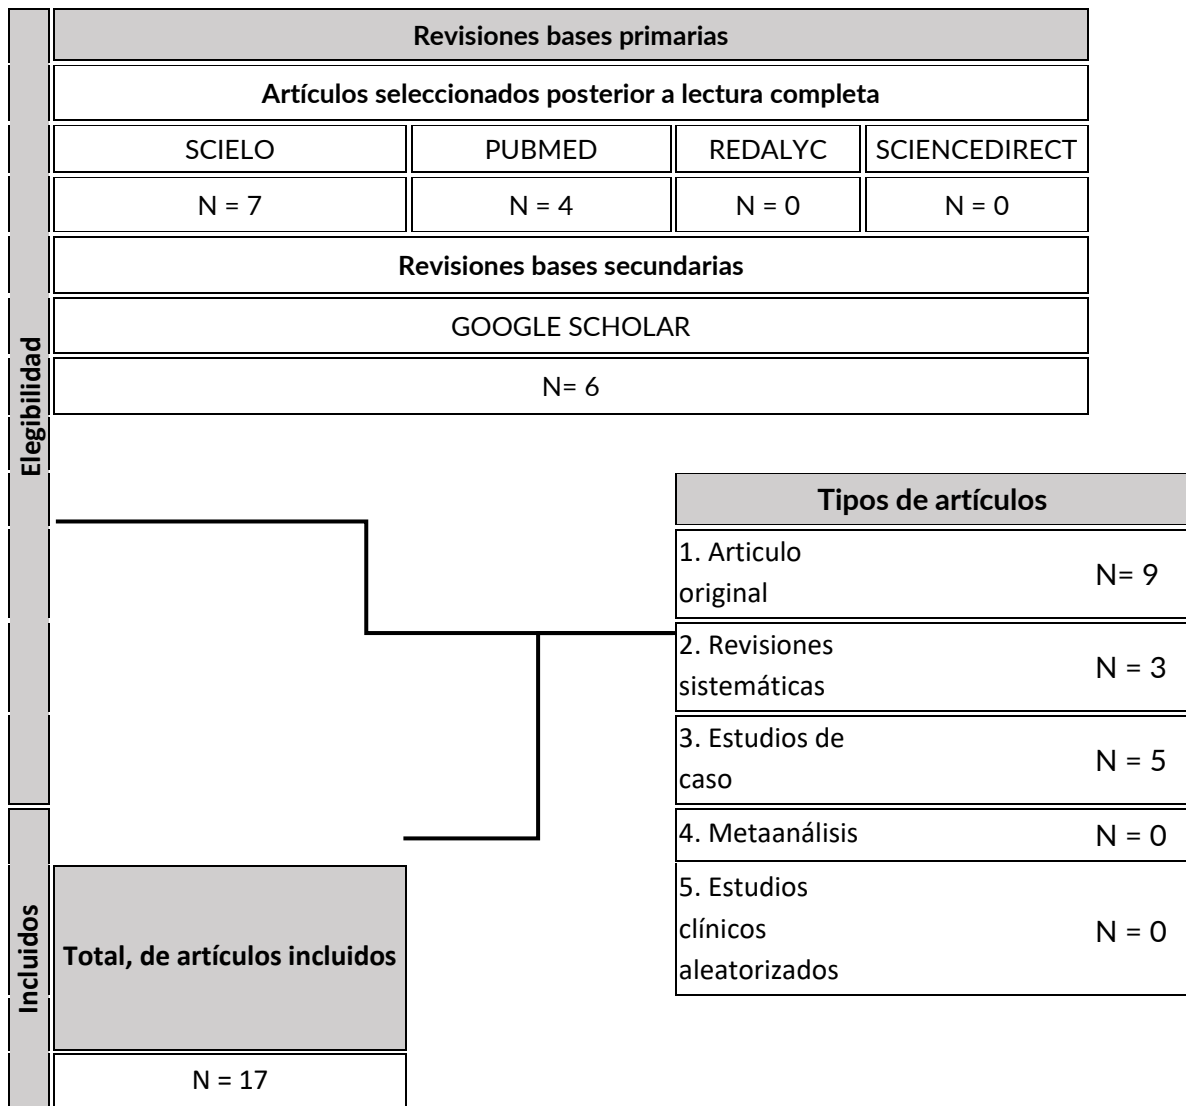 Revisiones bases primarias
Artículos seleccionados posterior a lectura completa
SCIELO
PUBMED
REDALYC
SCIENCEDIRECT
N = 7
N = 4
N = 0
N = 0
Revisiones bases secundarias
GOOGLE SCHOLAR
N= 6
Elegibilidad
Tipos de artículos
1. Articulo
original
N= 9
2. Revisiones
sistemáticas
N = 3
3. Estudios de
caso
N = 5
4. Metaanálisis
N = 0
5. Estudios
clínicos
aleatorizados
N = 0
Incluidos
Total, de artículos incluidos
N = 17